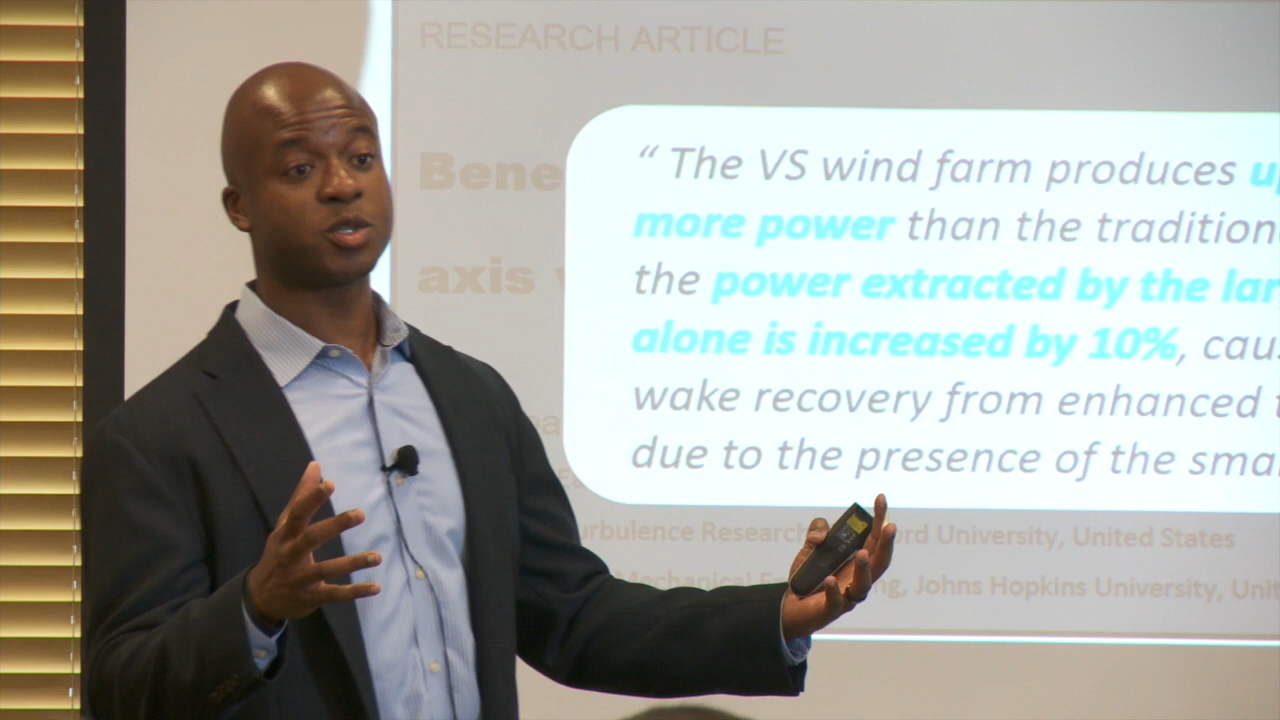 RESEARCH ARTICLE
Bene
axis
“ The VS wind farm produces u
more power than the tradition
the power extracted by the lar
alone is increased by 10%, cau
wake recovery from enhanced
due to the presence of the sma
urbulence Research ord University, United States
Mechanical ng, Johns Hopkins University, Unit